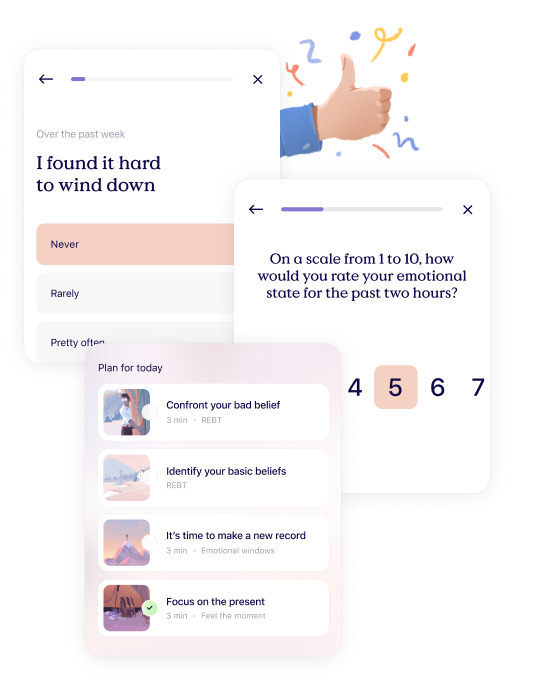 Over the past week
I found it hard
to wind down
Never
Rarely
Pretty often
On a scale from 1 to 10, how
would you rate your emotional
state for the past two hours?
4 5 6 7
Plan for today
Confront your bad belief
3 min • REBT
Identify your basic beliefs
REBT
It's time to make a new record
3 min • Emotional windows
Focus on the present
3 min • Feel the moment